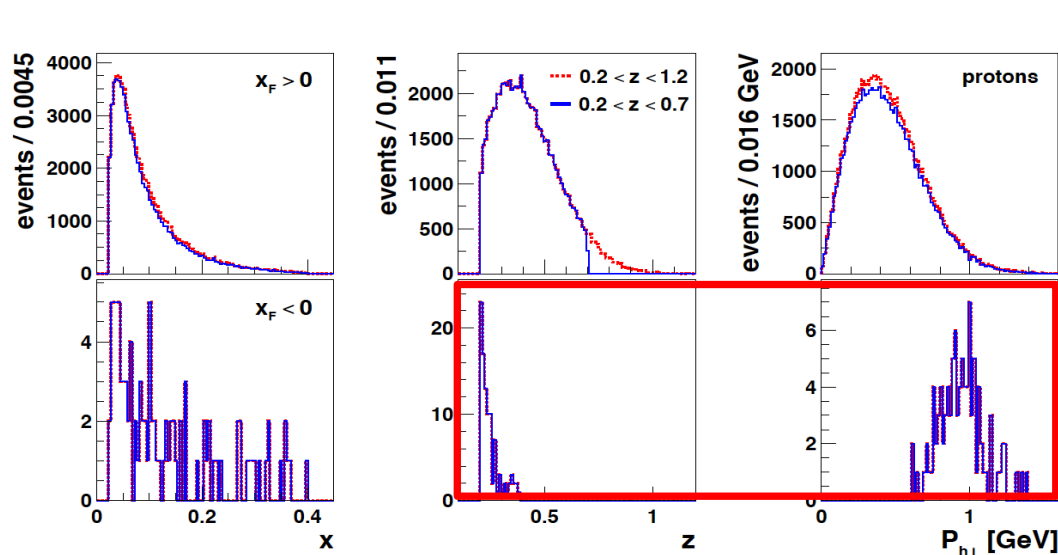 events / 0.0045
4000
3000
2000
1000
0
x_F > 0
events / 0.011
2000
1500
1000
500
0
0.2 < z < 1.2
0.2 < z < 0.7
events / 0.016 GeV
2000
1500
1000
500
0
protons
4
2
0
x_F < 0
20
10
0
6
4
2
0
0 0.2 0.4
x
0.5 1
z
0 1
P_h⊥ [GeV]